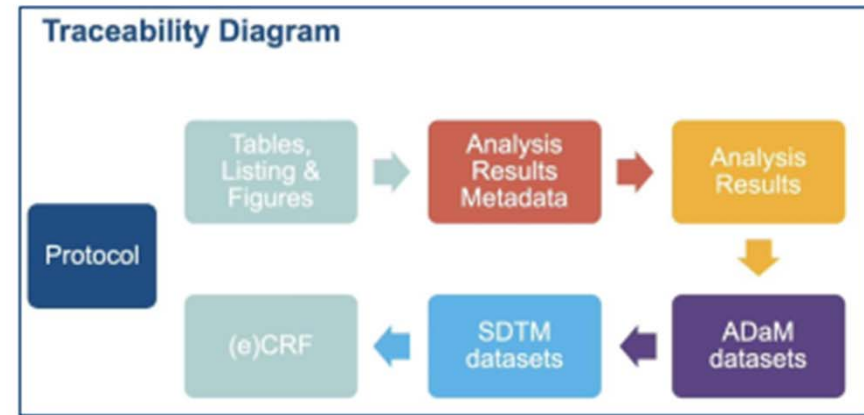 Traceability Diagram
Tables,
Listing &
Figures
Analysis
Results
Metadata
Analysis
Results
Protocol
(e)CRF
SDTM
datasets
ADaM
datasets